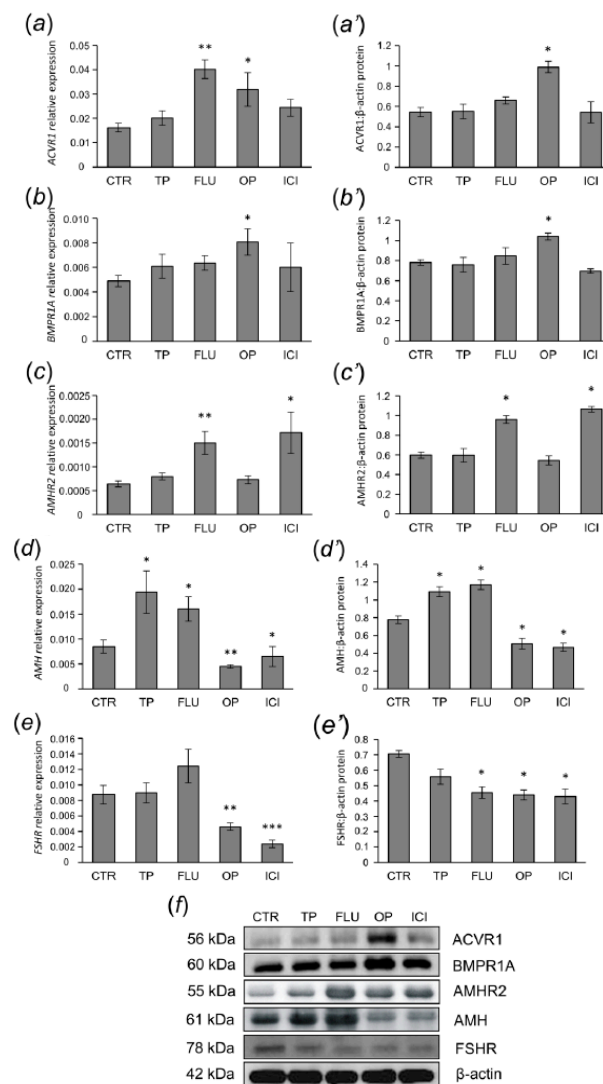 (a)
ACVR1 relative expression
0.05
0.04
0.03
0.02
0.01
0
** *
CTR TP FLU OP ICI
(a’)
ACVR1:β-actin protein
1.2
1
0.8
0.6
0.4
0.2
0
*
CTR TP FLU OP ICI
(b)
BMPR1A relative expression
0.010
0.008
0.006
0.004
0.002
0
*
CTR TP FLU OP ICI
(b’)
BMPR1A:β-actin protein
1.2
1
0.8
0.6
0.4
0.2
0
*
CTR TP FLU OP ICI
(c)
AMHR2 relative expression
0.0025
0.002
0.0015
0.001
0.0005
0
** *
CTR TP FLU OP ICI
(c’)
AMHR2:β-actin protein
1.2
1
0.8
0.6
0.4
0.2
0
* *
CTR TP FLU OP ICI
(d)
AMH relative expression
0.025
0.020
0.015
0.010
0.005
0
* * ** *
CTR TP FLU OP ICI
(d’)
AMH:β-actin protein
1.4
1.2
1
0.8
0.6
0.4
0.2
0
* * * *
CTR TP FLU OP ICI
(e)
FSHR relative expression
0.016
0.014
0.012
0.010
0.008
0.006
0.004
0.002
0
** ***
CTR TP FLU OP ICI
(e’)
FSHR:β-actin protein
0.8
0.7
0.6
0.5
0.4
0.3
0.2
0.1
0
* * *
CTR TP FLU OP ICI
(f)
CTR TP FLU OP ICI
56 kDa ACVR1
60 kDa BMPR1A
55 kDa AMHR2
61 kDa AMH
78 kDa FSHR
42 kDa β-actin